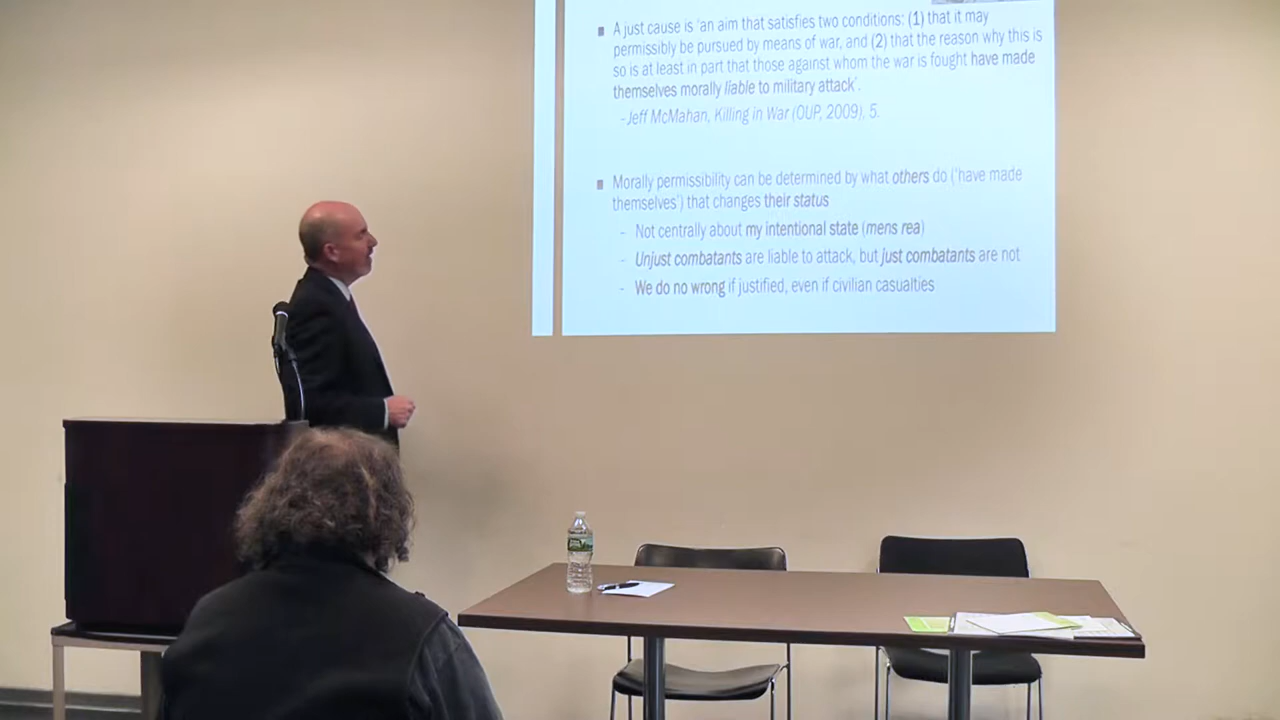 ▪ A just cause is 'an aim that satisfies two conditions: (1) that it may
permissibly be pursued by means of war, and (2) that the reason why this is
so is at least in part that those against whom the war is fought have made
themselves morally liable to military attack'.
- Jeff McMahan, Killing in War (OUP, 2009), 5.
▪ Morally permissibility can be determined by what others do ('have made
themselves') that changes their status
- Not centrally about my intentional state (mens rea)
- Unjust combatants are liable to attack, but just combatants are not
- We do no wrong if justified, even if civilian casualties